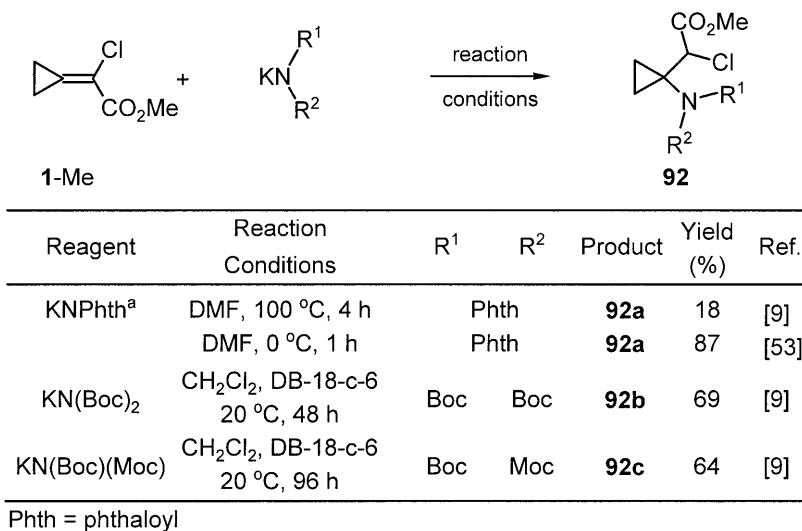 CO₂Me
R¹
Cl
reaction
Cl
+
KN
conditions
R¹
CO₂Me
R²
N
R²
1-Me
92
Reagent Reaction Conditions R¹ R² Product Yield (%) Ref.
KNPhthᵃ DMF, 100 °C, 4 h Phth 92a 18 [9]
DMF, 0 °C, 1 h Phth 92a 87 [53]
KN(Boc)₂ CH₂Cl₂, DB-18-c-6
20 °C, 48 h Boc Boc 92b 69 [9]
KN(Boc)(Moc) CH₂Cl₂, DB-18-c-6
20 °C, 96 h Boc Moc 92c 64 [9]
Phth = phthaloyl